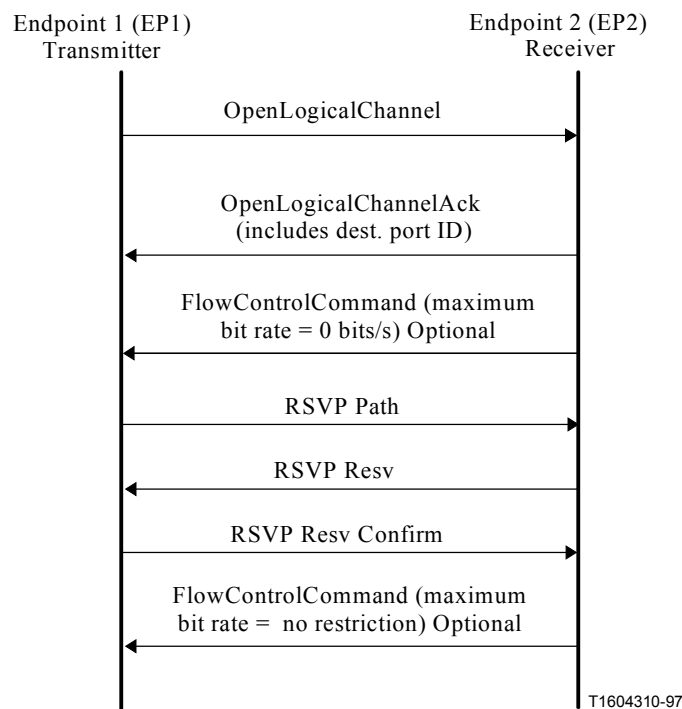 Endpoint 1 (EP1)
Transmitter
Endpoint 2 (EP2)
Receiver
OpenLogicalChannel
OpenLogicalChannelAck
(includes dest. port ID)
FlowControlCommand (maximum
bit rate = 0 bits/s) Optional
RSVP Path
RSVP Resv
RSVP Resv Confirm
FlowControlCommand (maximum
bit rate = no restriction) Optional
T1604310-97